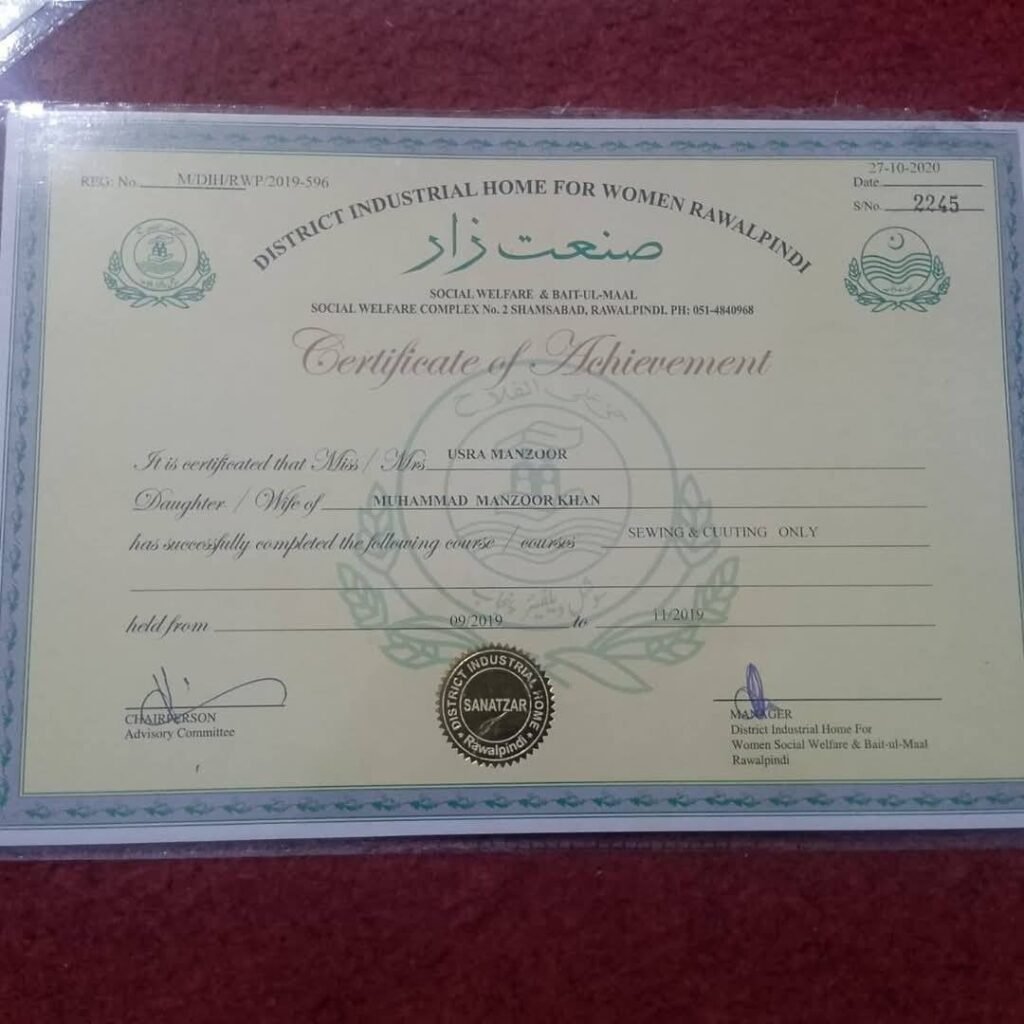 REG: No. M/DIH/RWP/2019-596
27-10-2020
Date
S/No. 2245
DISTRICT INDUSTRIAL HOME FOR WOMEN RAWALPINDI
صنعت زار
SOCIAL WELFARE & BAIT-UL-MAAL
SOCIAL WELFARE COMPLEX No. 2 SHAMSABAD, RAWALPINDI. PH: 051-4840968
Certificate of Achievement
حی علی الفلاح
It is certificated that Miss / Mrs USRA MANZOOR
Daughter / Wife of MUHAMMAD MANZOOR KHAN
has successfully completed the following course / courses SEWING & CUUTING ONLY
held from 09/2019 to 11/2019
CHAIRPERSON
Advisory Committee
DISTRICT INDUSTRIAL HOME
SANATZAR
Rawalpindi
MANAGER
District Industrial Home For
Women Social Welfare & Bait-ul-Maal
Rawalpindi